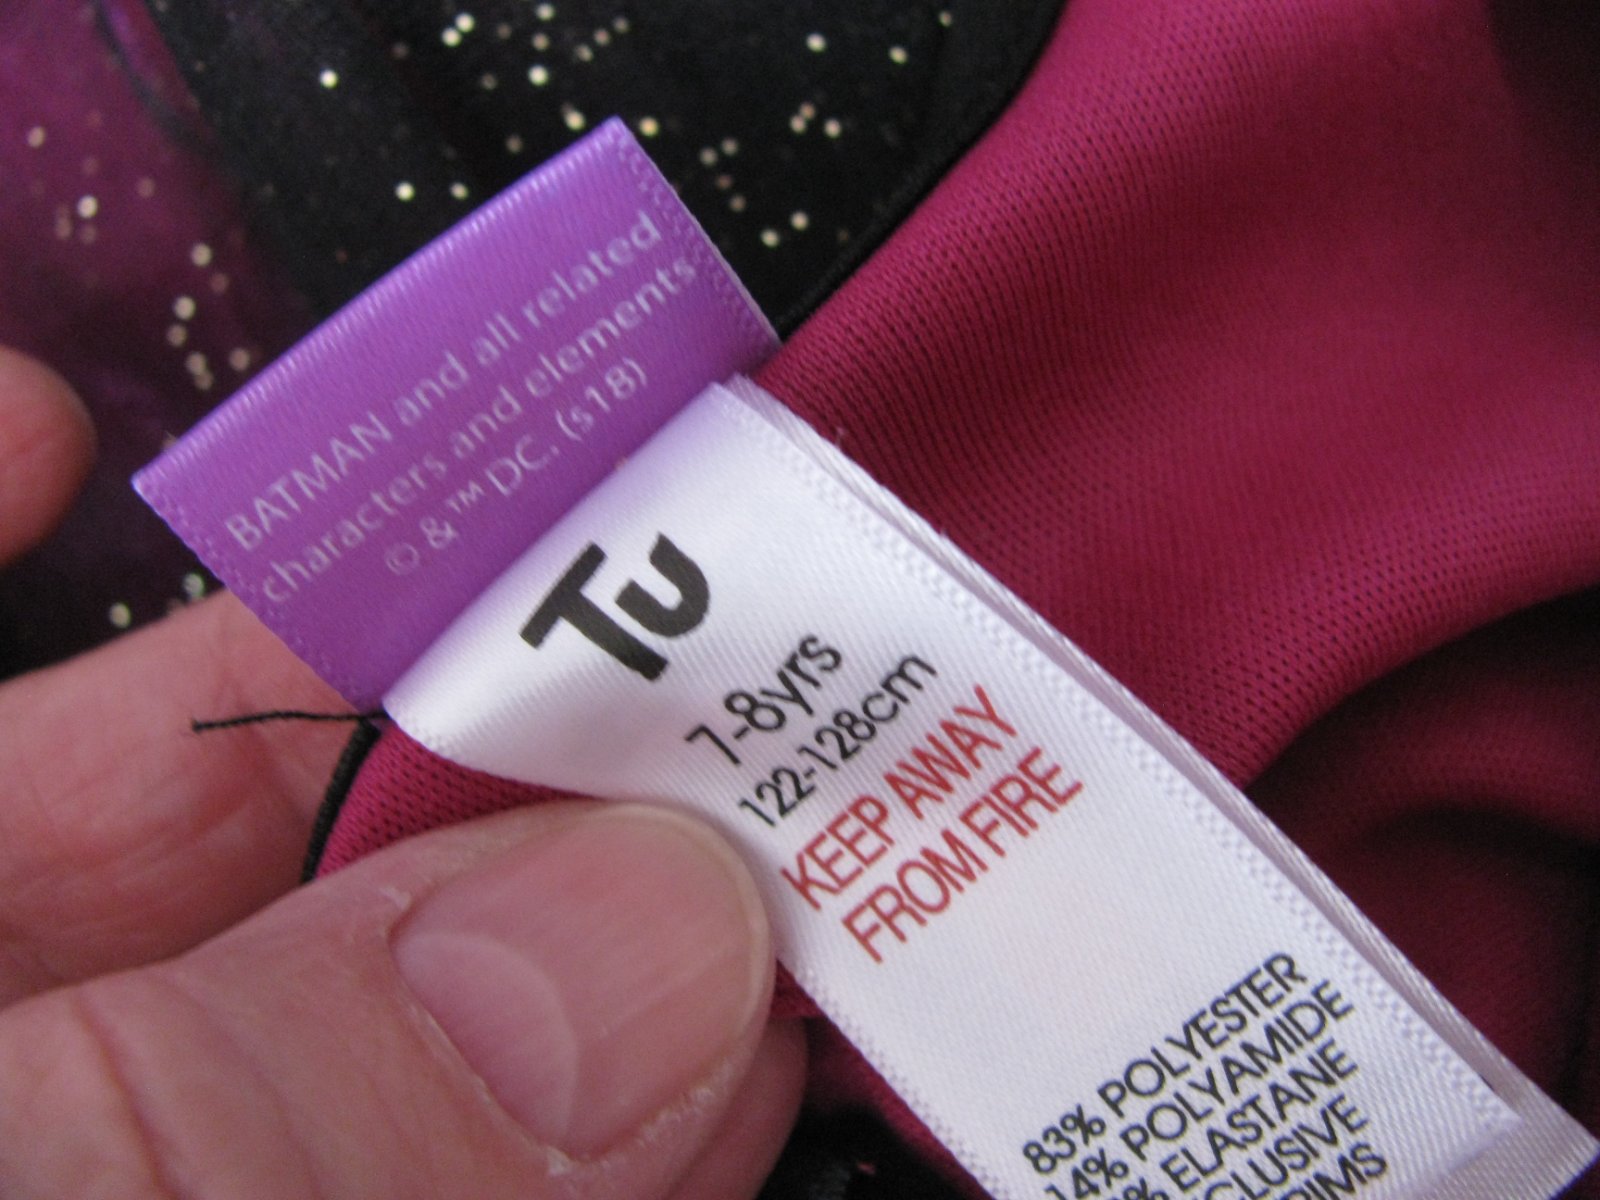 BATMAN and all related
characters and elements
© & ™ DC. (s18)
Tu
7-8yrs
122-128cm
KEEP AWAY
FROM FIRE
83% POLYESTER
14% POLYAMIDE
ELASTANE